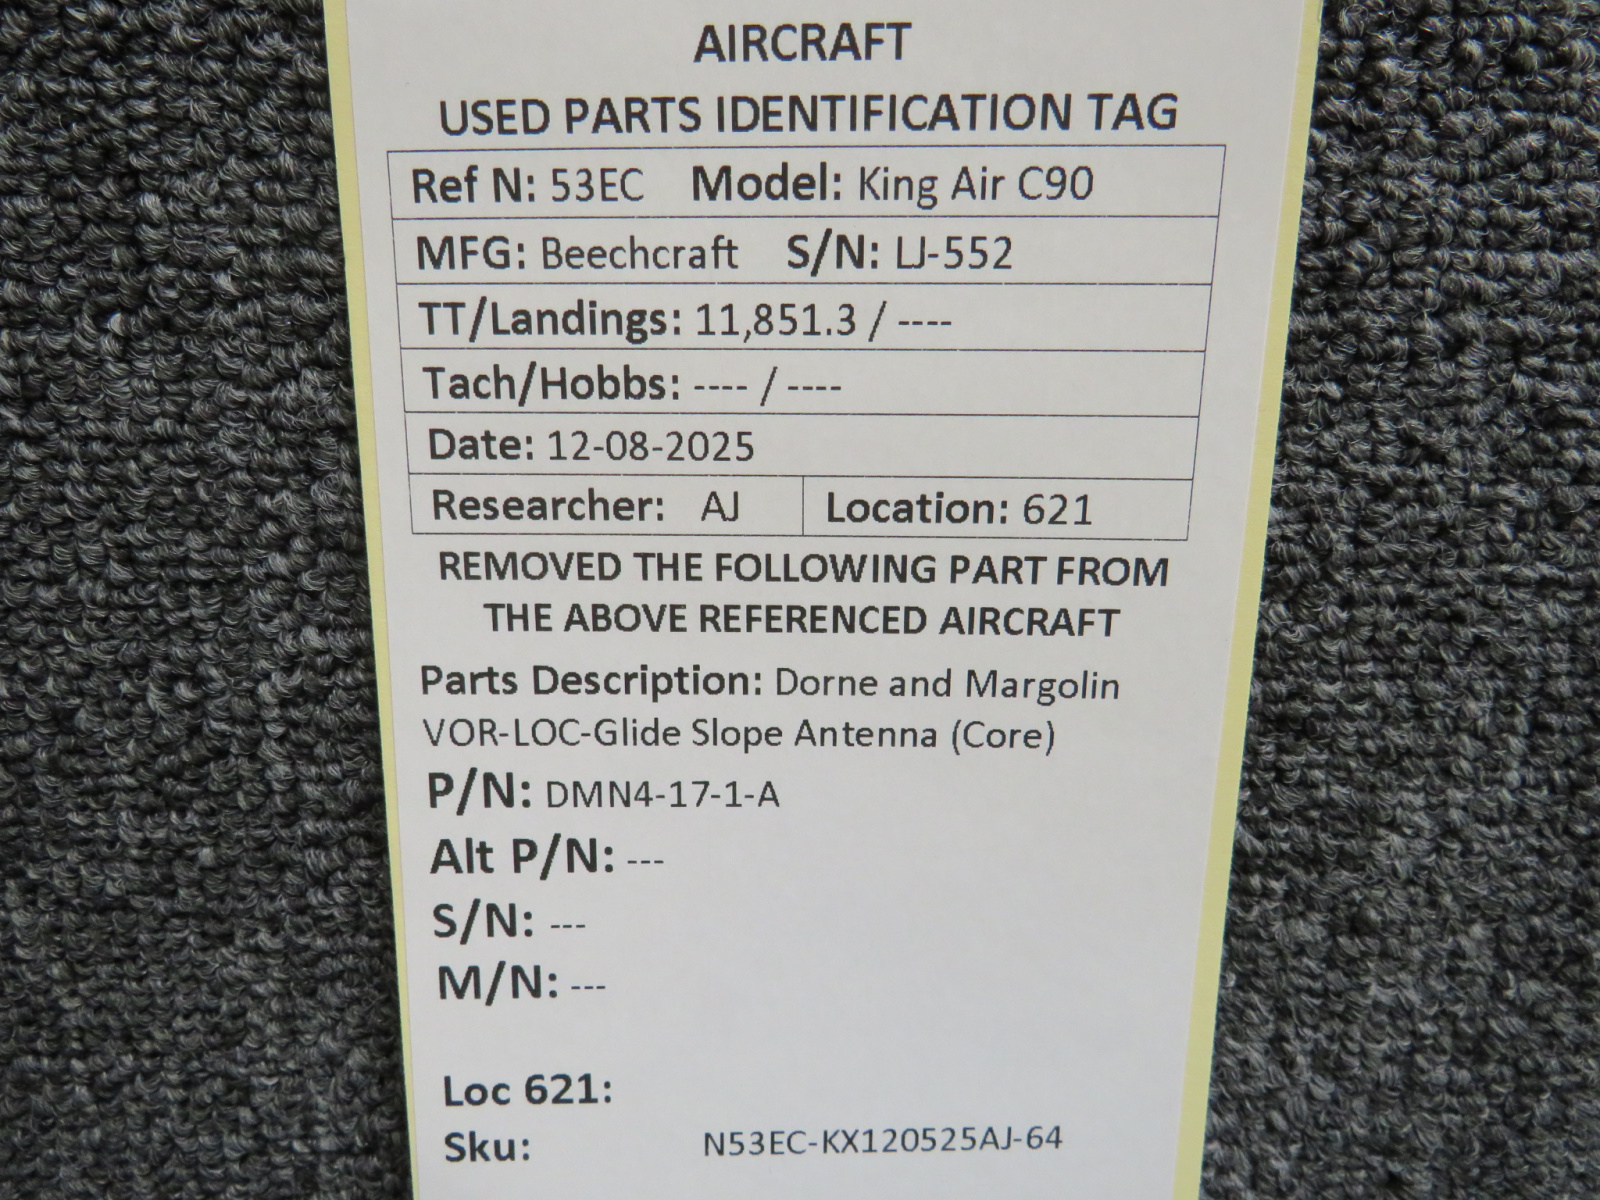 AIRCRAFT
USED PARTS IDENTIFICATION TAG
Ref N: 53EC Model: King Air C90
MFG: Beechcraft S/N: LJ-552
TT/Landings: 11,851.3 / ----
Tach/Hobbs: ---- / ----
Date: 12-08-2025
Researcher: AJ Location: 621
REMOVED THE FOLLOWING PART FROM
THE ABOVE REFERENCED AIRCRAFT
Parts Description: Dorne and Margolin
VOR-LOC-Glide Slope Antenna (Core)
P/N: DMN4-17-1-A
Alt P/N: ---
S/N: ---
M/N: ---
Loc 621:
Sku: N53EC-KX120525AJ-64